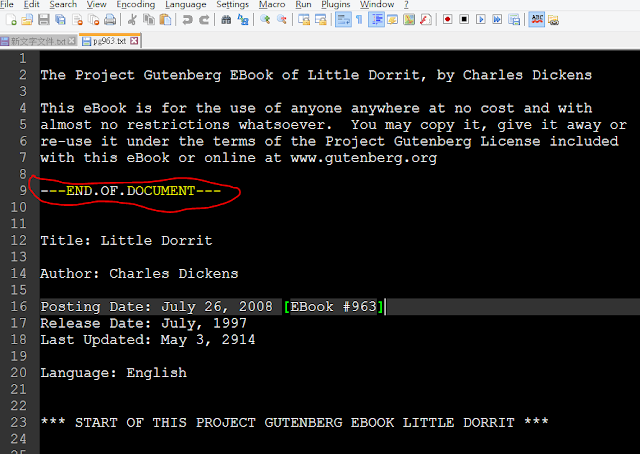 File Edit Search View Encoding Language Settings Macro Run Plugins Window ?
新文字文件.txt pg963.txt
1
2 The Project Gutenberg EBook of Little Dorrit, by Charles Dickens
3
4 This eBook is for the use of anyone anywhere at no cost and with
5 almost no restrictions whatsoever.  You may copy it, give it away or
6 re-use it under the terms of the Project Gutenberg License included
7 with this eBook or online at www.gutenberg.org
8
9 ---END.OF.DOCUMENT---
10
11
12 Title: Little Dorrit
13
14 Author: Charles Dickens
15
16 Posting Date: July 26, 2008 [EBook #963]
17 Release Date: July, 1997
18 Last Updated: May 3, 2914
19
20 Language: English
21
22
23 *** START OF THIS PROJECT GUTENBERG EBOOK LITTLE DORRIT ***
24
25